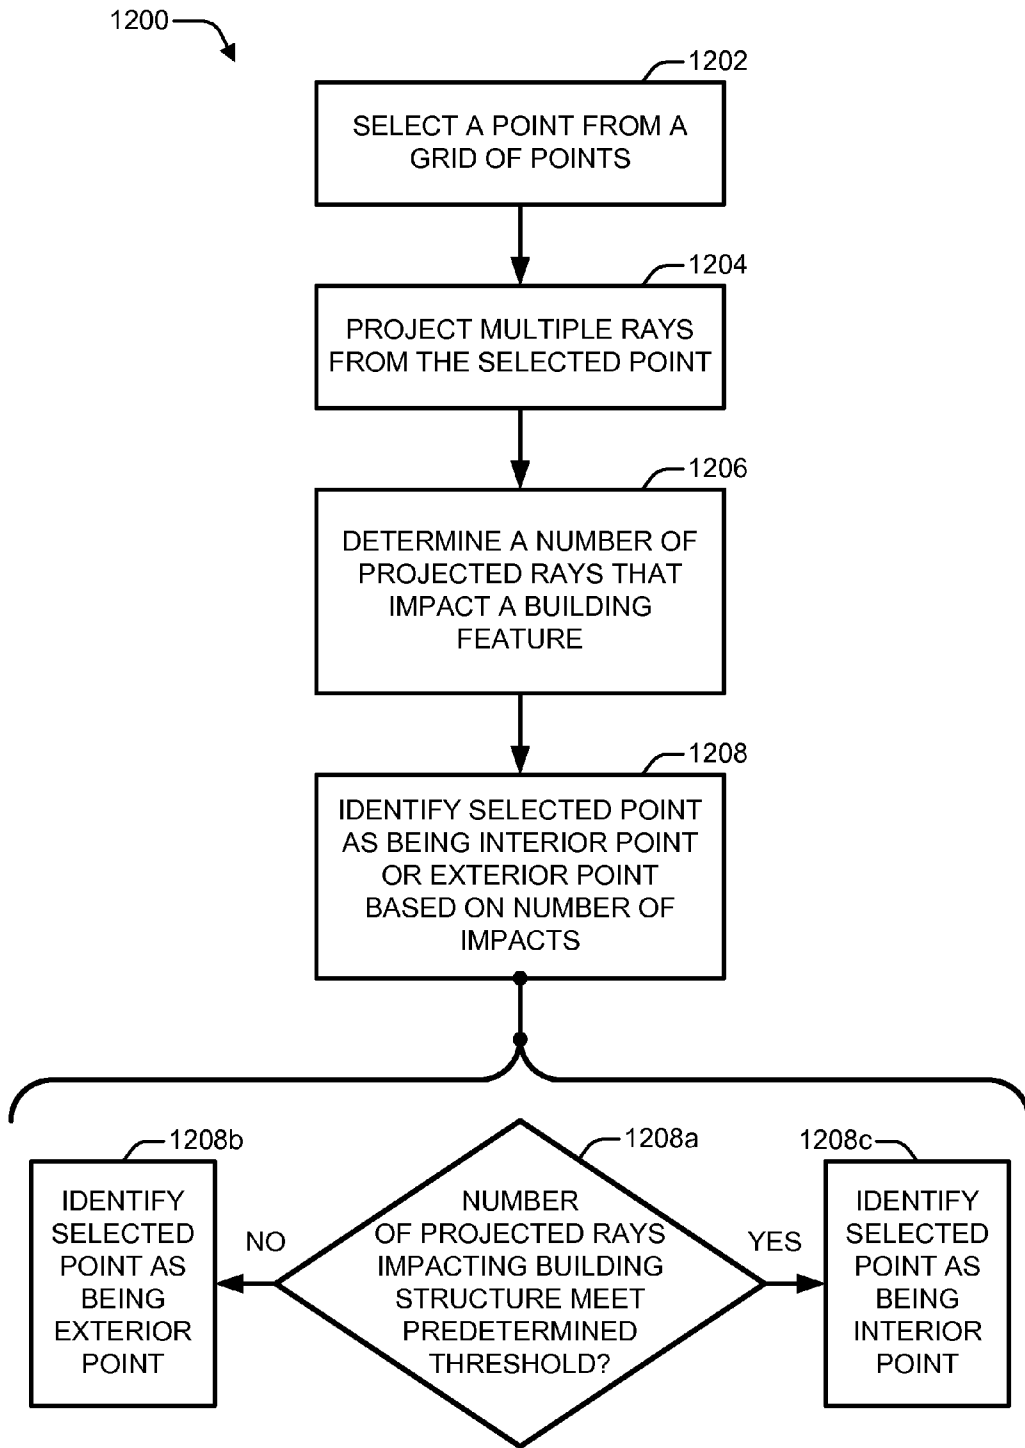 1200
1202
SELECT A POINT FROM A
GRID OF POINTS
1204
PROJECT MULTIPLE RAYS
FROM THE SELECTED POINT
1206
DETERMINE A NUMBER OF
PROJECTED RAYS THAT
IMPACT A BUILDING
FEATURE
1208
IDENTIFY SELECTED POINT
AS BEING INTERIOR POINT
OR EXTERIOR POINT
BASED ON NUMBER OF
IMPACTS
1208b
IDENTIFY
SELECTED
POINT AS
BEING
EXTERIOR
POINT
NO
1208a
NUMBER
OF PROJECTED RAYS
IMPACTING BUILDING
STRUCTURE MEET
PREDETERMINED
THRESHOLD?
YES
1208c
IDENTIFY
SELECTED
POINT AS
BEING
INTERIOR
POINT